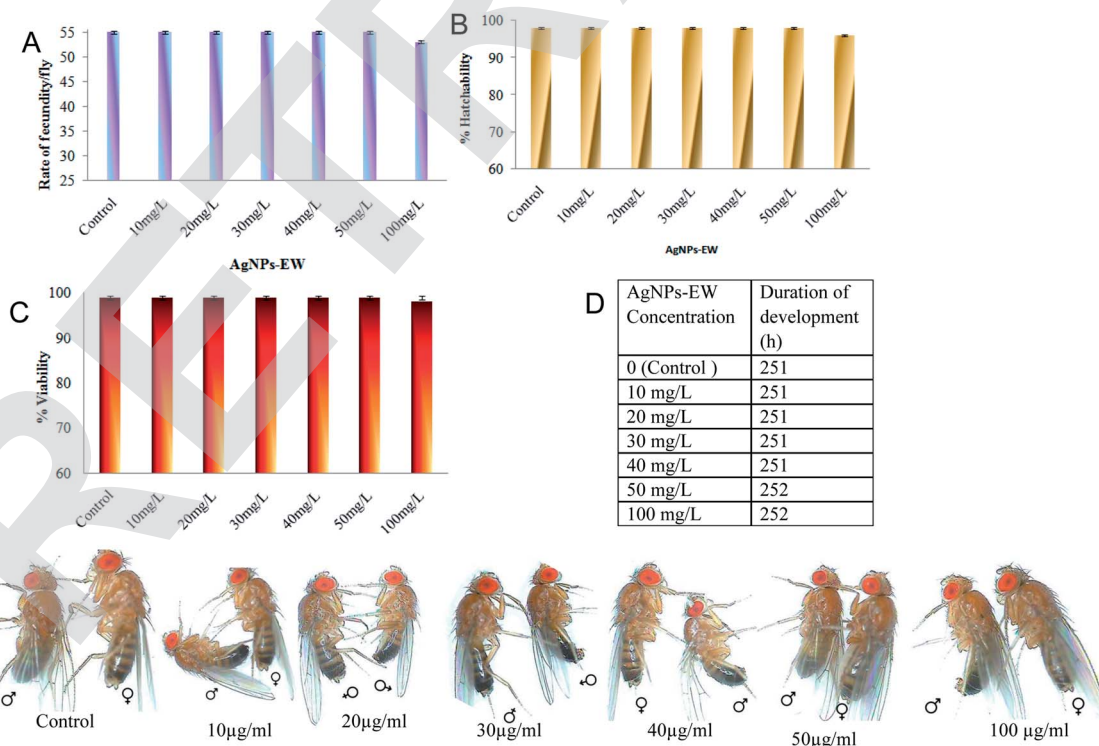 A
Rate of fecundity/fly
55
50
45
40
35
30
25
Control
10mg/L
20mg/L
30mg/L
40mg/L
50mg/L
100mg/L
AgNPs-EW
B
% Hatchability
100
90
80
70
60
Control
10mg/L
20mg/L
30mg/L
40mg/L
50mg/L
100mg/L
AgNPs-EW
C
% Viability
100
90
80
70
60
Control
10mg/L
20mg/L
30mg/L
40mg/L
50mg/L
100mg/L
D
AgNPs-EW Duration of
Concentration development
(h)
0 (Control ) 251
10 mg/L 251
20 mg/L 251
30 mg/L 251
40 mg/L 251
50 mg/L 252
100 mg/L 252
♂ ♀ ♂ ♀ ♀ ♂ ♂ ♀ ♀ ♂ ♂ ♀ ♂ ♀
Control 10µg/ml 20µg/ml 30µg/ml 40µg/ml 50µg/ml 100 µg/ml
RETR